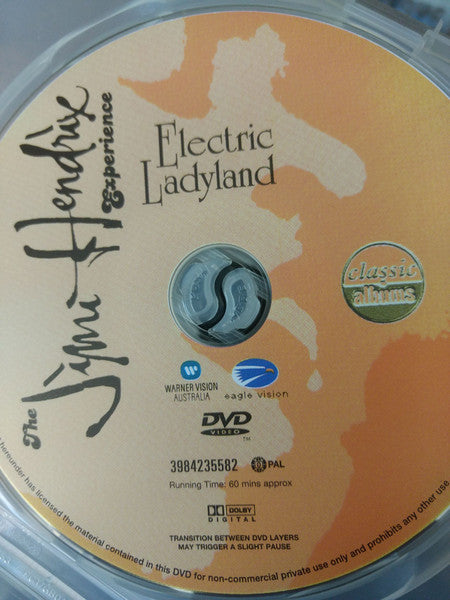 The
Jimi Hendrix
Experience
Electric
Ladyland
classic
albums
WARNER VISION
AUSTRALIA
eagle vision
DVD
VIDEO
TM
3984235582 PAL
Running Time: 60 mins approx
DOLBY
DIGITAL
TRANSITION BETWEEN DVD LAYERS
MAY TRIGGER A SLIGHT PAUSE
hereunder has licensed the material contained in this DVD for non-commercial private use only and prohibits any other use